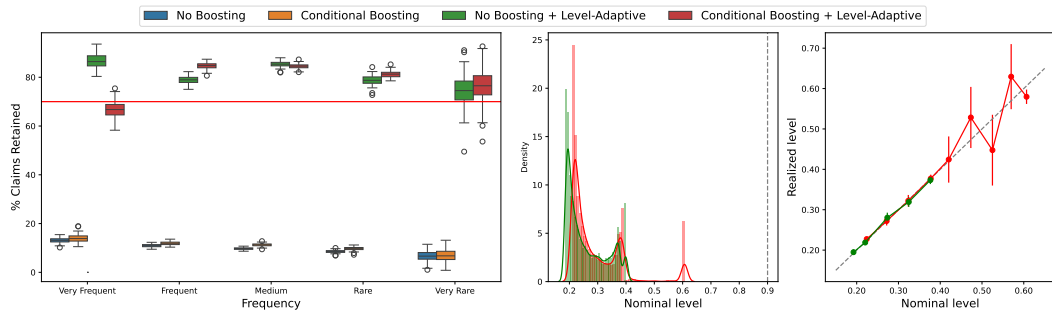 No Boosting
Conditional Boosting
No Boosting + Level-Adaptive
Conditional Boosting + Level-Adaptive
% Claims Retained
80
60
40
20
0
Very Frequent
Frequent
Medium
Rare
Very Rare
Frequency
Density
25
20
15
10
5
0
0.2
0.3
0.4
0.5
0.6
0.7
0.8
0.9
Nominal level
Realized level
0.70
0.60
0.50
0.40
0.30
0.20
0.20
0.30
0.40
0.50
0.60
Nominal level